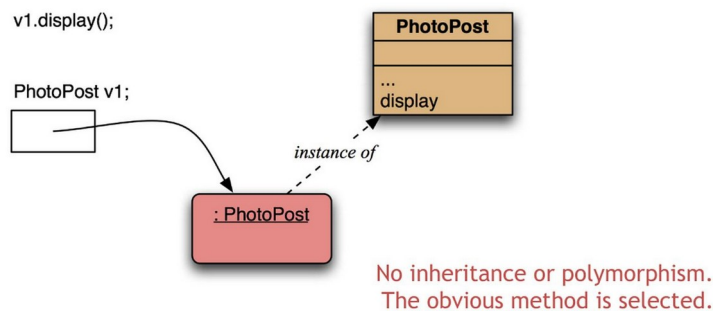 v1.display();
PhotoPost
PhotoPost v1;
...
display
instance of
: PhotoPost
No inheritance or polymorphism.
The obvious method is selected.